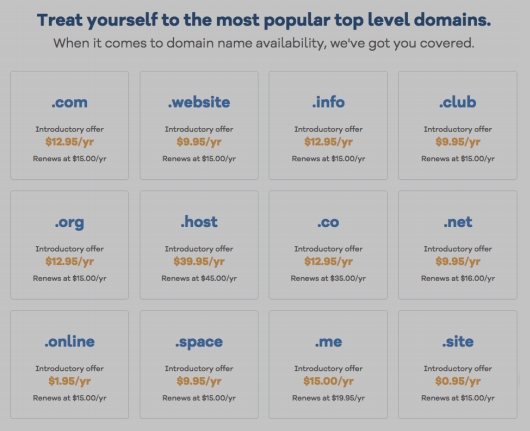 Treat yourself to the most popular top level domains.
When it comes to domain name availability, we've got you covered.
.com
Introductory offer
$12.95/yr
Renews at $15.00/yr
.website
Introductory offer
$9.95/yr
Renews at $15.00/yr
.info
Introductory offer
$12.95/yr
Renews at $15.00/yr
.club
Introductory offer
$9.95/yr
Renews at $15.00/yr
.org
Introductory offer
$12.95/yr
Renews at $15.00/yr
.host
Introductory offer
$39.95/yr
Renews at $45.00/yr
.co
Introductory offer
$12.95/yr
Renews at $35.00/yr
.net
Introductory offer
$9.95/yr
Renews at $16.00/yr
.online
Introductory offer
$1.95/yr
Renews at $15.00/yr
.space
Introductory offer
$9.95/yr
Renews at $15.00/yr
.me
Introductory offer
$15.00/yr
Renews at $19.95/yr
.site
Introductory offer
$0.95/yr
Renews at $15.00/yr